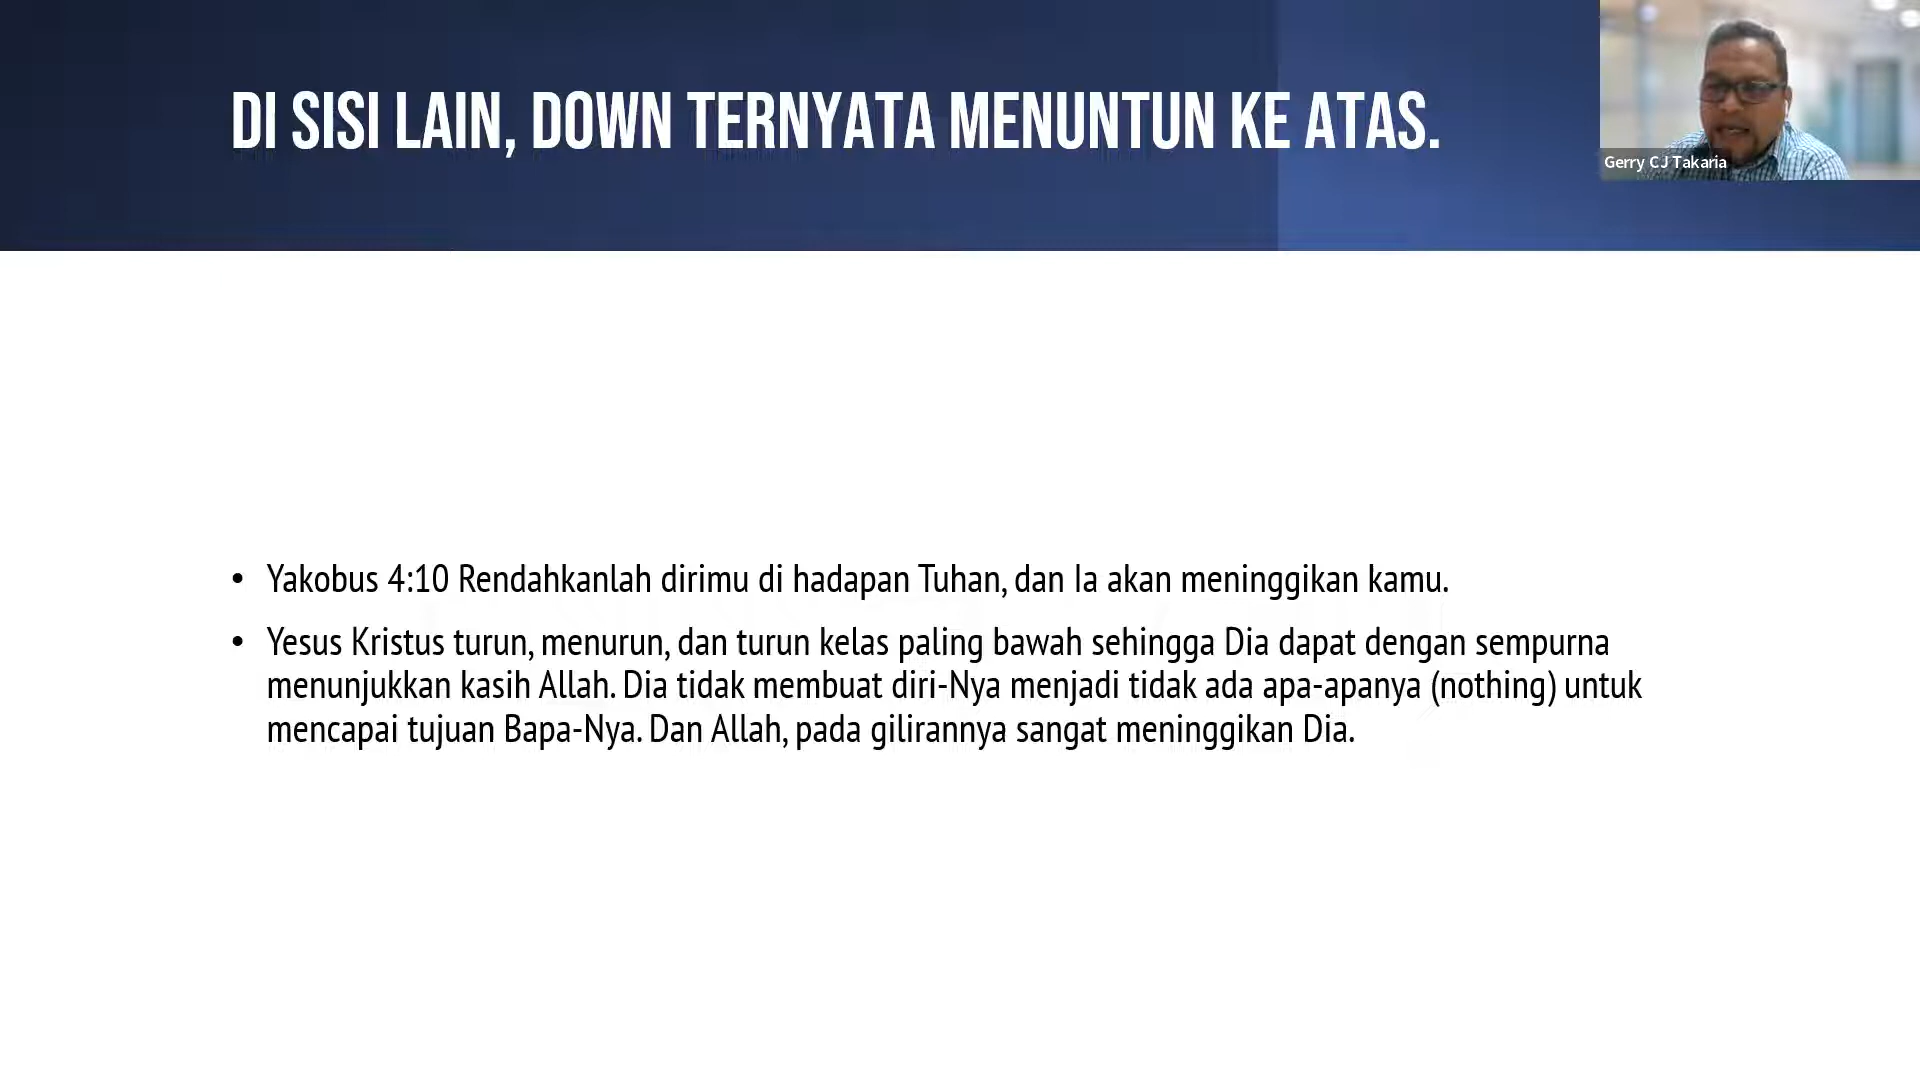 DI SISI LAIN, DOWN TERNYATA MENUNTUN KE ATAS.
Gerry CJ Takaria
• Yakobus 4:10 Rendahkanlah dirimu di hadapan Tuhan, dan Ia akan meninggikan kamu.
• Yesus Kristus turun, menurun, dan turun kelas paling bawah sehingga Dia dapat dengan sempurna
menunjukkan kasih Allah. Dia tidak membuat diri-Nya menjadi tidak ada apa-apanya (nothing) untuk
mencapai tujuan Bapa-Nya. Dan Allah, pada gilirannya sangat meninggikan Dia.